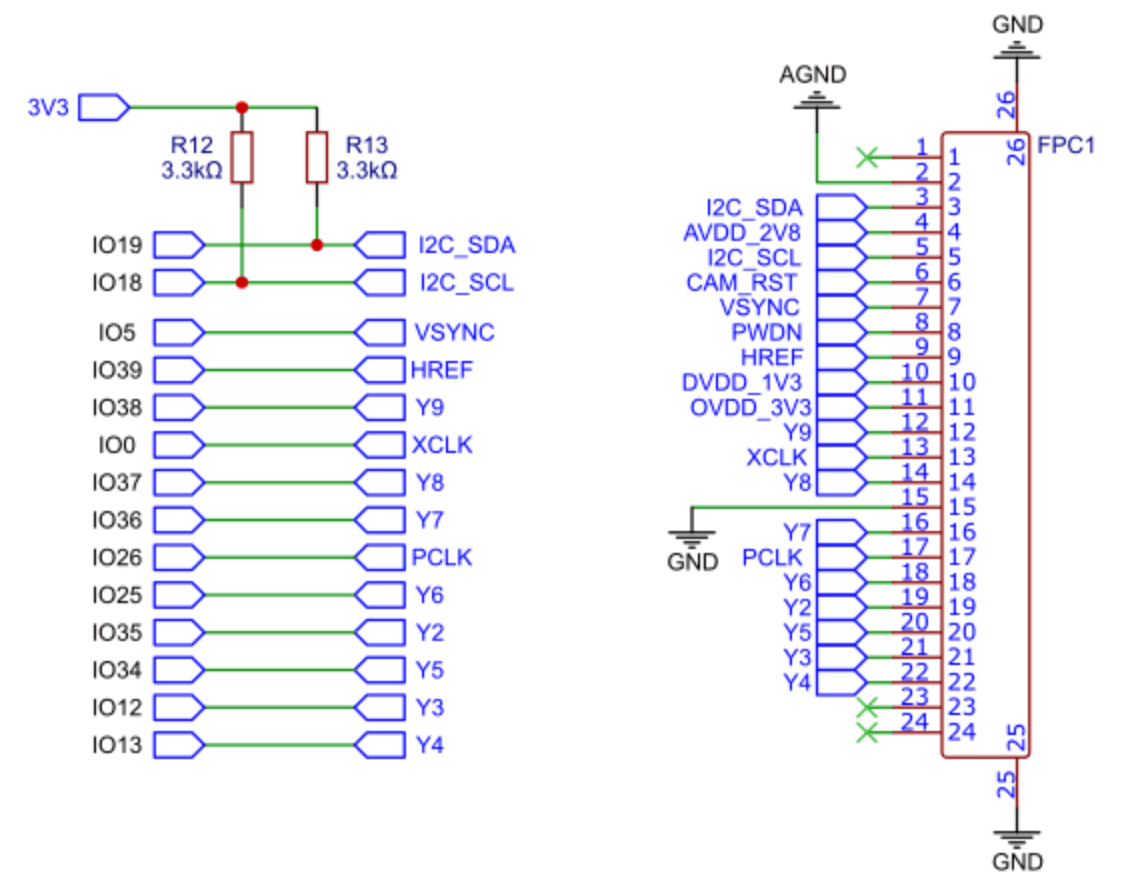 3V3
R12
3.3kΩ
R13
3.3kΩ
IO19 I2C_SDA
IO18 I2C_SCL
IO5 VSYNC
IO39 HREF
IO38 Y9
IO0 XCLK
IO37 Y8
IO36 Y7
IO26 PCLK
IO25 Y6
IO35 Y2
IO34 Y5
IO12 Y3
IO13 Y4
GND
26
26
FPC1
AGND
1 1
2 2
I2C_SDA 3 3
AVDD_2V8 4 4
I2C_SCL 5 5
CAM_RST 6 6
VSYNC 7 7
PWDN 8 8
HREF 9 9
DVDD_1V3 10 10
OVDD_3V3 11 11
Y9 12 12
XCLK 13 13
Y8 14 14
15 15
GND
Y7 16 16
PCLK 17 17
Y6 18 18
Y2 19 19
Y5 20 20
Y3 21 21
Y4 22 22
23 23
24 24
25
25
GND